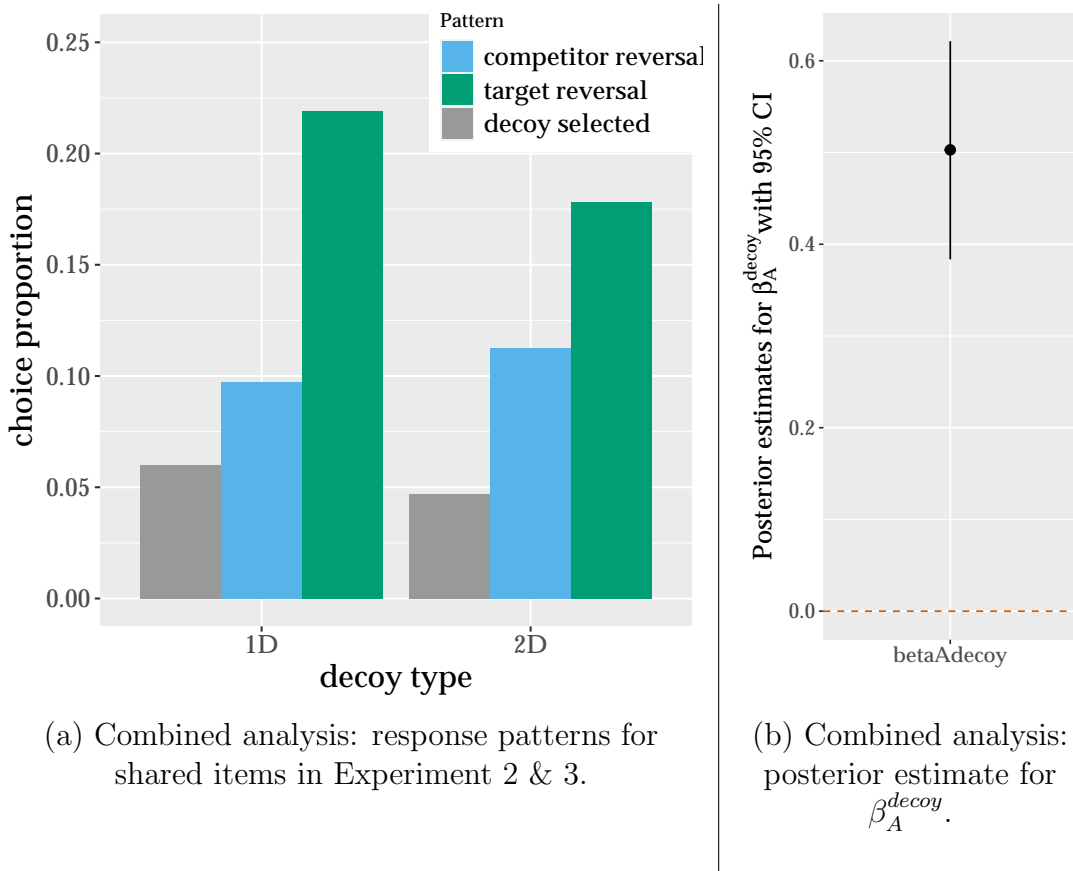 Pattern
competitor reversal
target reversal
decoy selected
0.25
0.20
0.15
0.10
0.05
0.00
choice proportion
1D
2D
decoy type
(a) Combined analysis: response patterns for
shared items in Experiment 2 & 3.
Posterior estimates for β_A^decoy with 95% CI
0.6
0.4
0.2
0.0
betaAdecoy
(b) Combined analysis:
posterior estimate for
β_A^decoy.